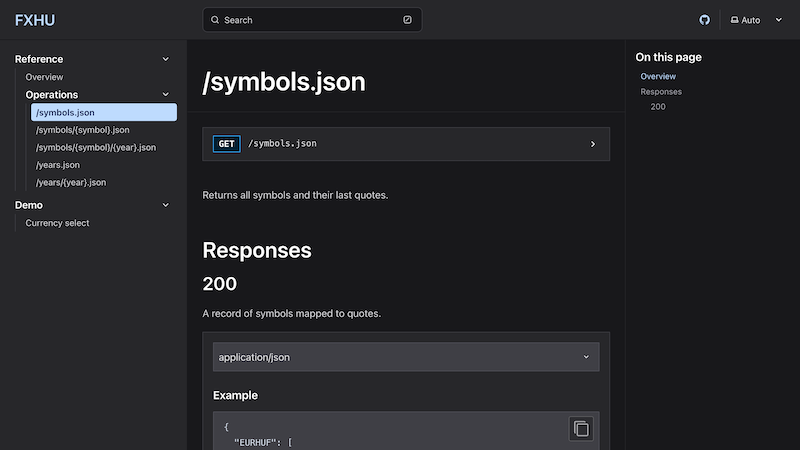 FXHU
Search
Auto
Reference
Overview
Operations
/symbols.json
/symbols/{symbol}.json
/symbols/{symbol}/{year}.json
/years.json
/years/{year}.json
Demo
Currency select
/symbols.json
GET /symbols.json
Returns all symbols and their last quotes.
Responses
200
A record of symbols mapped to quotes.
application/json
Example
{
"EURHUF": [
On this page
Overview
Responses
200